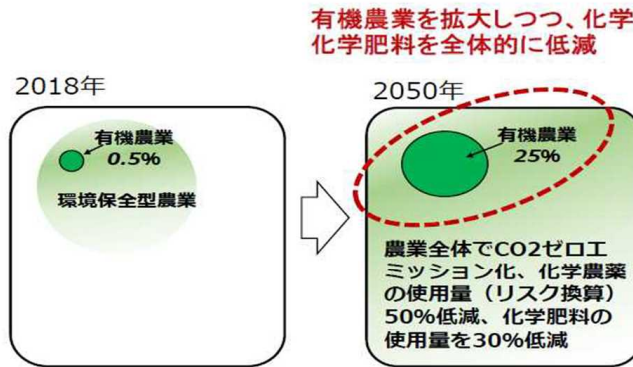 有機農業を拡大しつつ、化学
化学肥料を全体的に低減
2018年
有機農業
0.5%
環境保全型農業
2050年
有機農業
25%
農業全体でCO2ゼロエ
ミッション化、化学農薬
の使用量（リスク換算）
50%低減、化学肥料の
使用量を30%低減